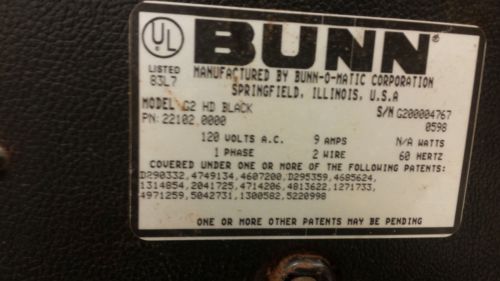 UL
BUNN®
LISTED
83L7
MANUFACTURED BY BUNN-O-MATIC CORPORATION
SPRINGFIELD, ILLINOIS, U.S.A
MODEL G2 HD BLACK
S/N G200004767
PN: 22102.0000
0598
120 VOLTS A.C. 9 AMPS N/A WATTS
1 PHASE 2 WIRE 60 HERTZ
COVERED UNDER ONE OR MORE OF THE FOLLOWING PATENTS:
D290332,4749134,4607200,D295359,4685624,
1314854,2041725,4714206,4813622,1271733,
4971259,5042731,1300582,5220998
ONE OR MORE OTHER PATENTS MAY BE PENDING